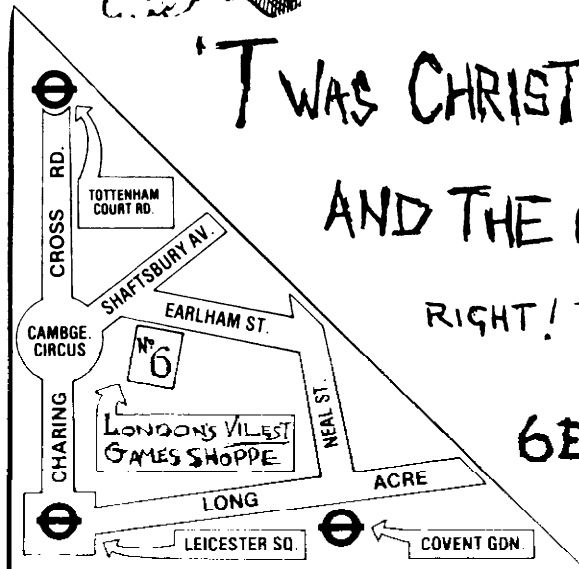 'TWAS CHRIST
AND THE
RIGHT!
6E
TOTTENHAM
COURT RD.
CHARING CROSS RD.
SHAFTSBURY AV.
EARLHAM ST.
CAMBGE.
CIRCUS
Nº 6
LONDON'S VILEST
GAMES SHOPPE
NEAL ST.
LONG ACRE
LEICESTER SQ.
COVENT GDN.